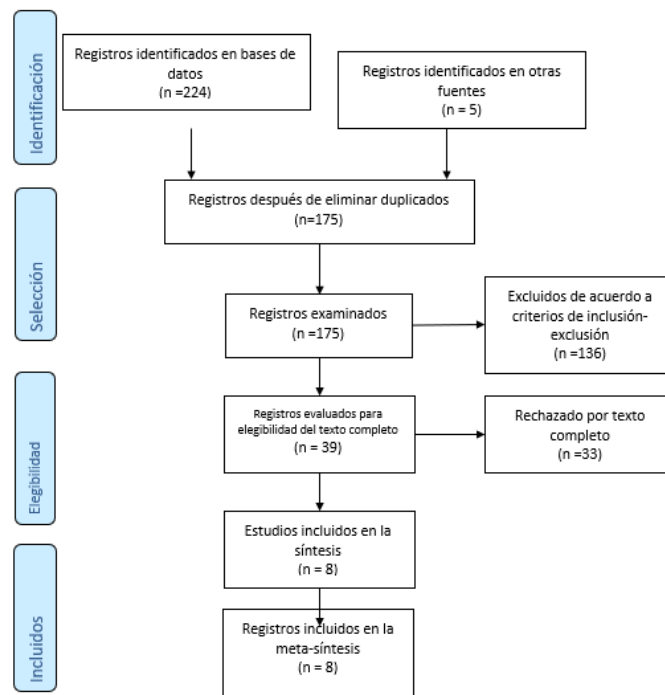 Identificación
Registros identificados en bases de
datos
(n =224)
Registros identificados en otras
fuentes
(n = 5)
Selección
Registros después de eliminar duplicados
(n=175)
Registros examinados
(n =175)
Excluidos de acuerdo a
criterios de inclusión-
exclusión
(n =136)
Elegibilidad
Registros evaluados para
elegibilidad del texto completo
(n = 39)
Rechazado por texto
completo
(n =33)
Estudios incluidos en la
síntesis
(n = 8)
Incluidos
Registros incluidos en la
meta-síntesis
(n = 8)